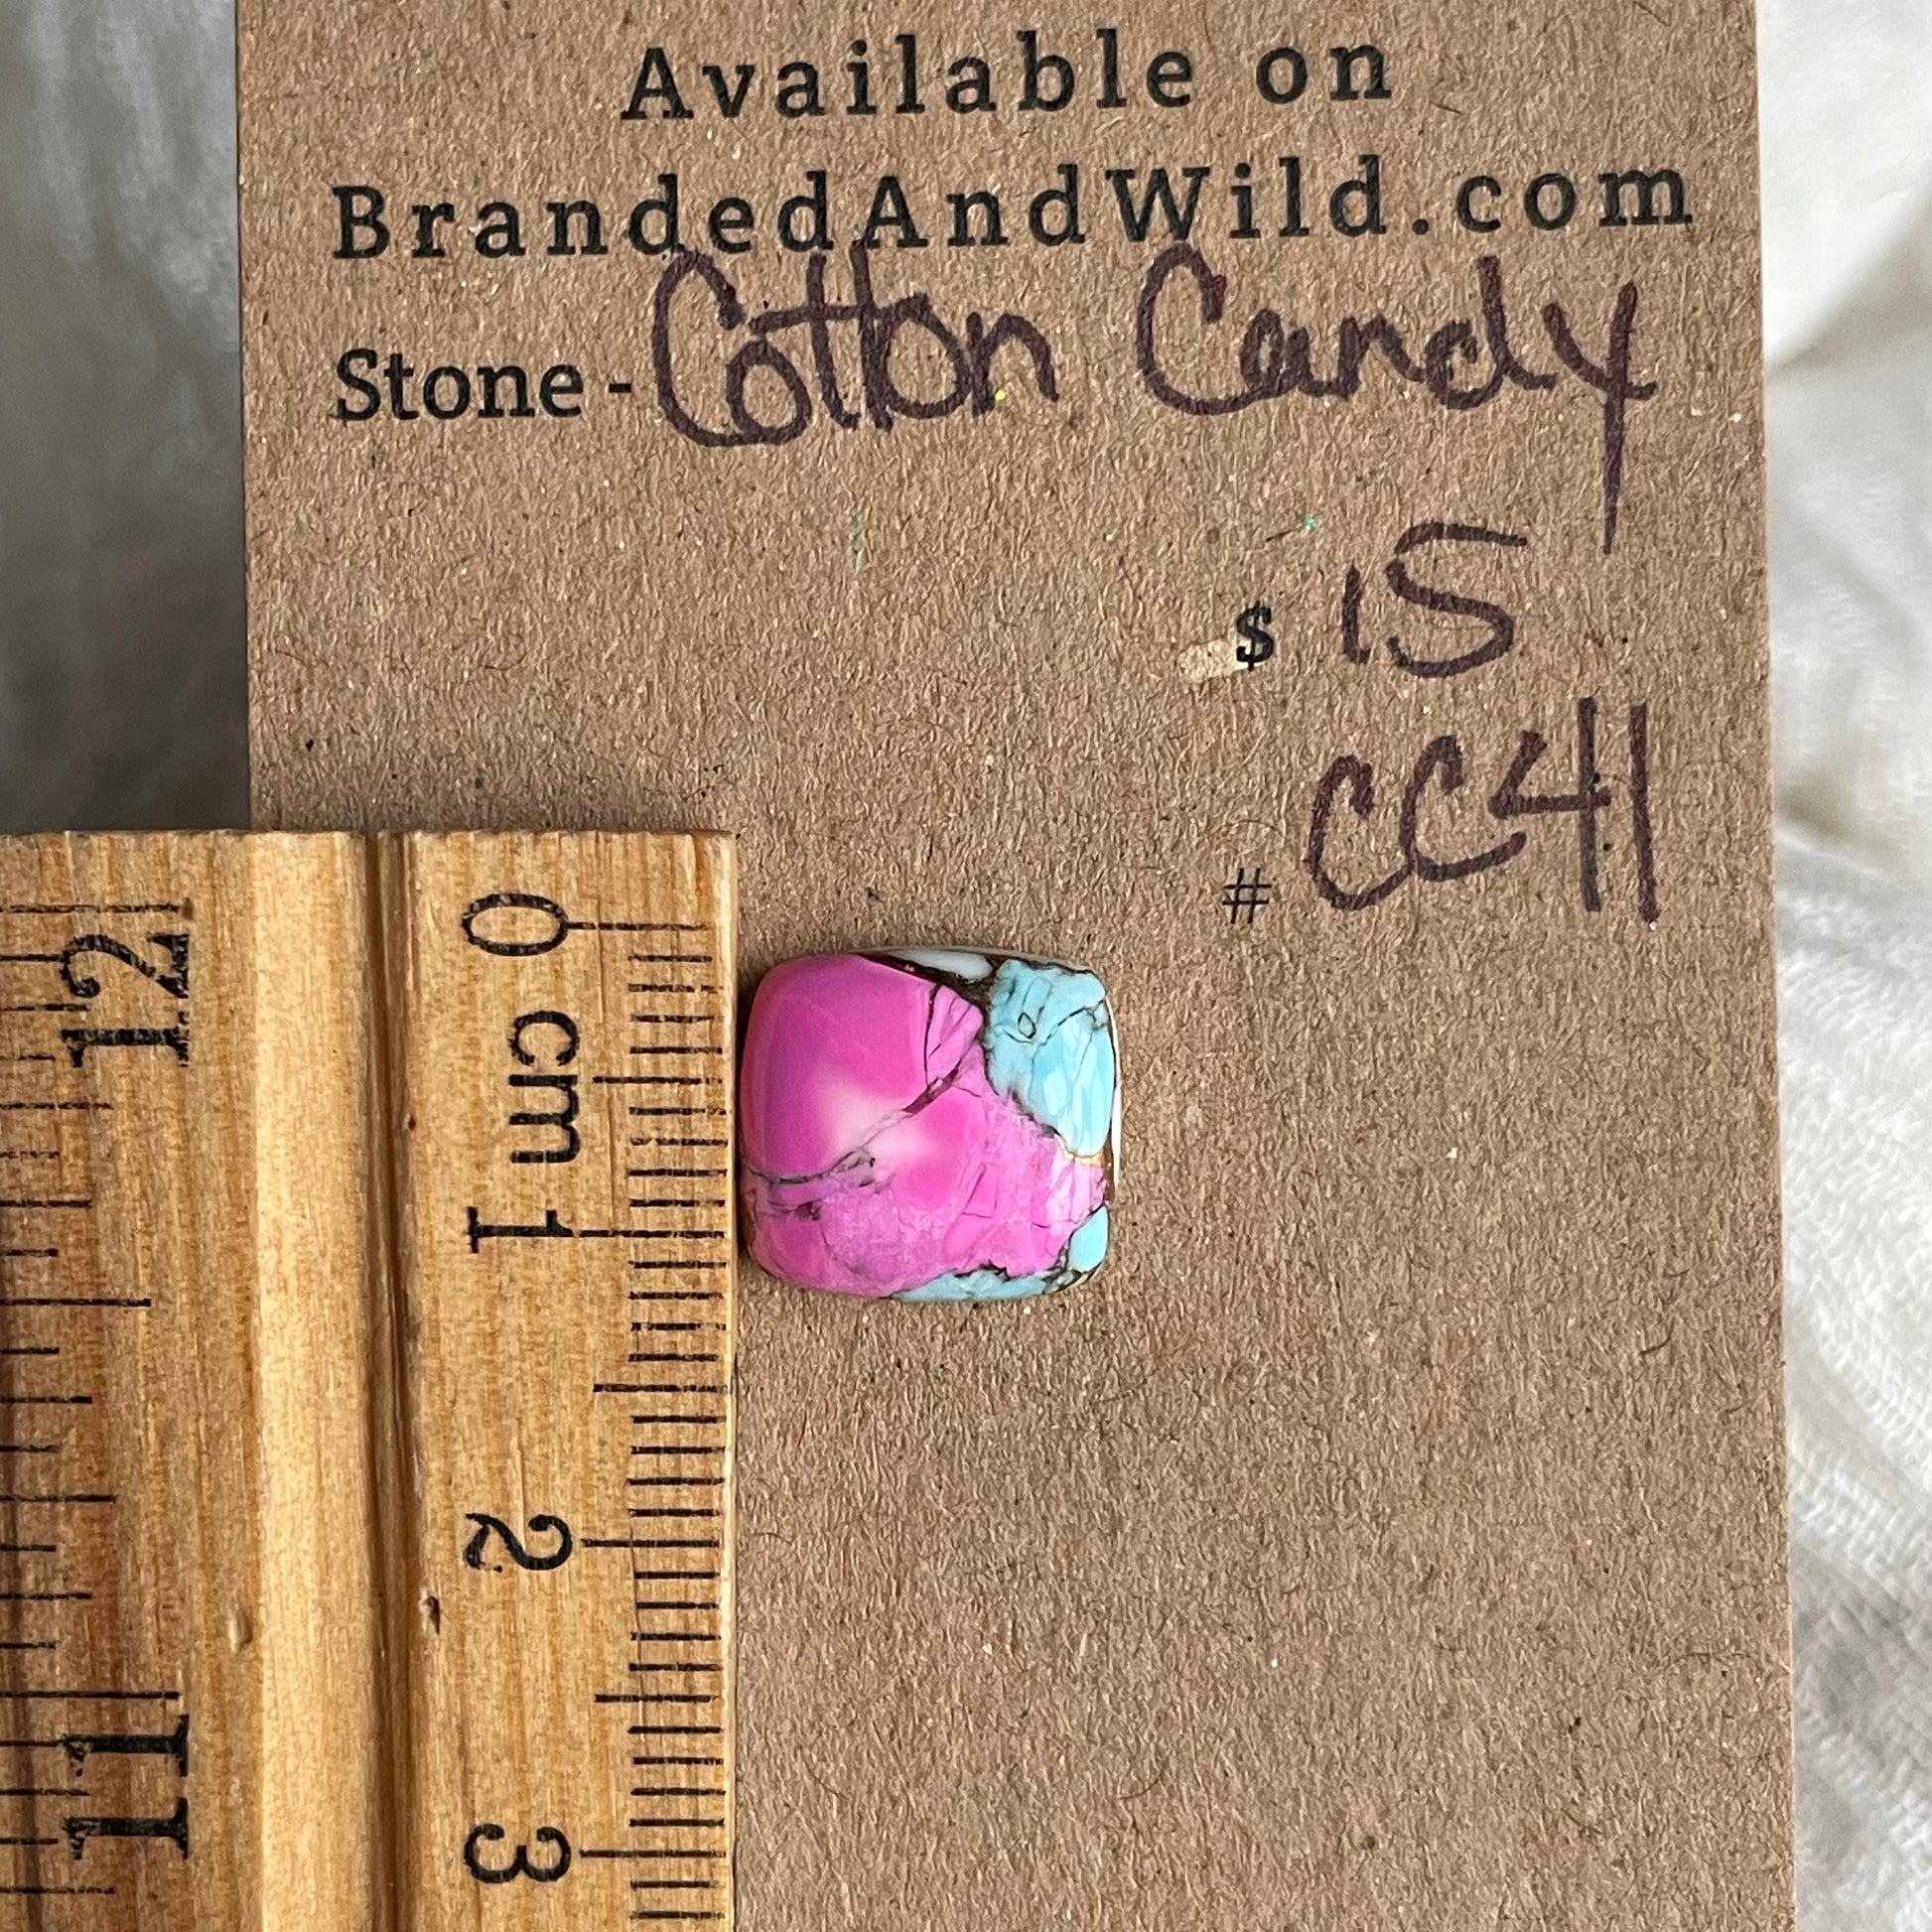 Available on
BrandedAndWild.com
Stone - Cotton Candy
$ 15
# CC41
0 cm 1 2 3
12 11